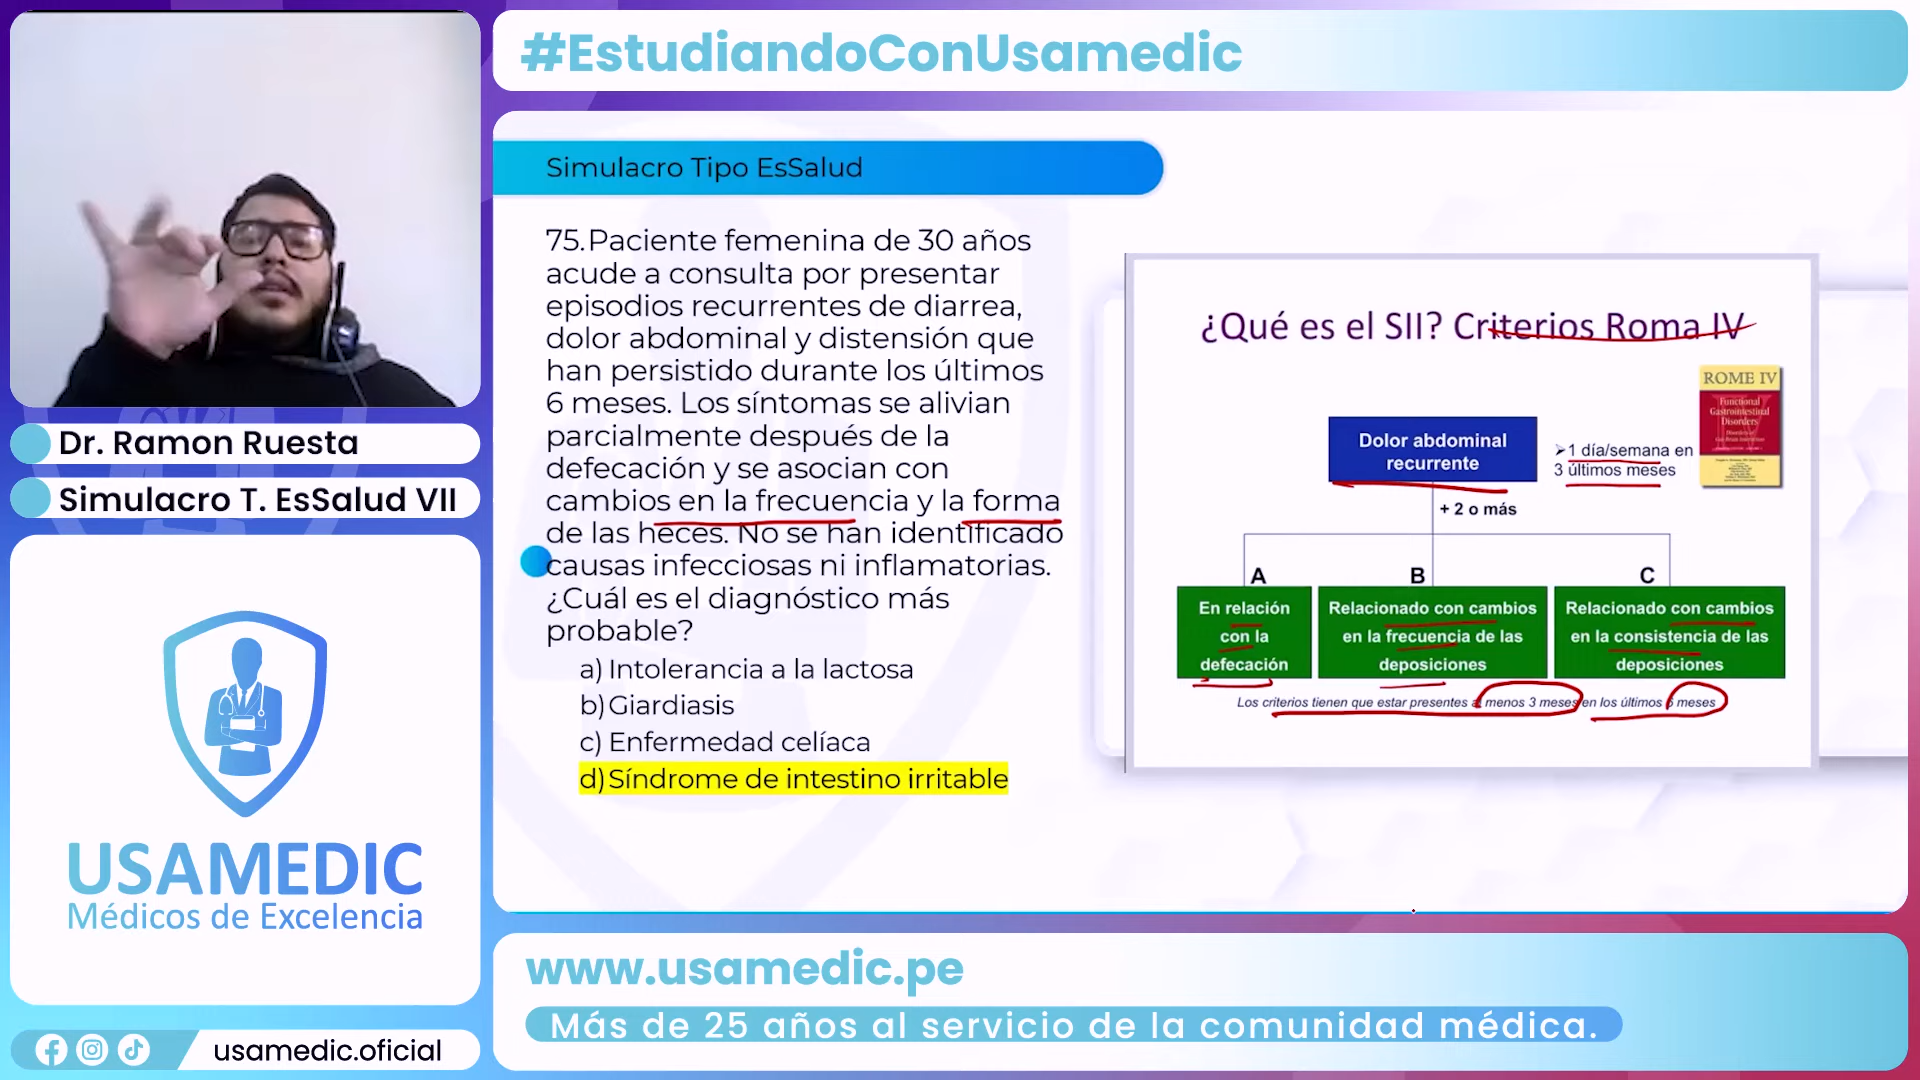 #EstudiandoConUsamedic
Simulacro Tipo EsSalud
75.Paciente femenina de 30 años
acude a consulta por presentar
episodios recurrentes de diarrea,
dolor abdominal y distensión que
han persistido durante los últimos
6 meses. Los síntomas se alivian
parcialmente después de la
defecación y se asocian con
cambios en la frecuencia y la forma
de las heces. No se han identificado
causas infecciosas ni inflamatorias.
¿Cuál es el diagnóstico más
probable?
a) Intolerancia a la lactosa
b) Giardiasis
c) Enfermedad celíaca
d) Síndrome de intestino irritable
¿Qué es el SII? Criterios Roma IV
ROME IV
Functional
Gastrointestinal
Disorders
Dolor abdominal
recurrente
➢1 día/semana en
3 últimos meses
+ 2 o más
A
B
C
En relación
con la
defecación
Relacionado con cambios
en la frecuencia de las
deposiciones
Relacionado con cambios
en la consistencia de las
deposiciones
Los criterios tienen que estar presentes al menos 3 meses en los últimos 6 meses
Dr. Ramon Ruesta
Simulacro T. EsSalud VII
USAMEDIC
Médicos de Excelencia
usamedic.oficial
www.usamedic.pe
Más de 25 años al servicio de la comunidad médica.